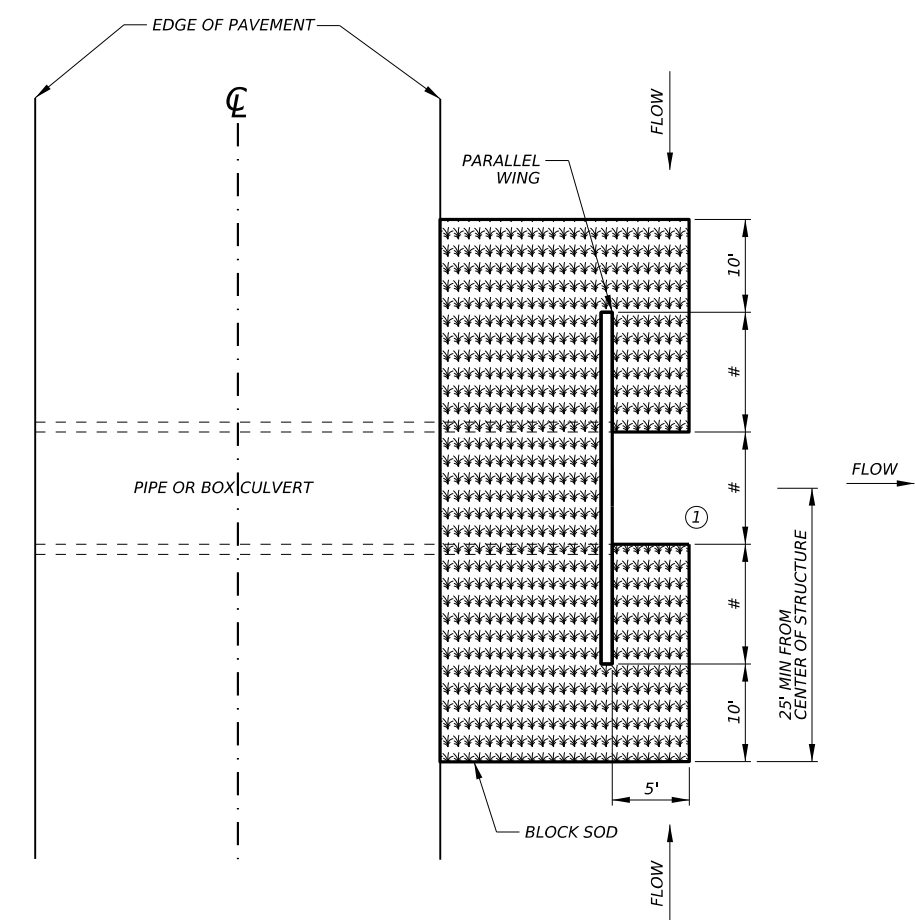 EDGE OF PAVEMENT
℄
FLOW
PARALLEL
WING
10'
#
PIPE OR BOX CULVERT
#
FLOW
1
#
25' MIN FROM
CENTER OF STRUCTURE
10'
5'
BLOCK SOD
FLOW